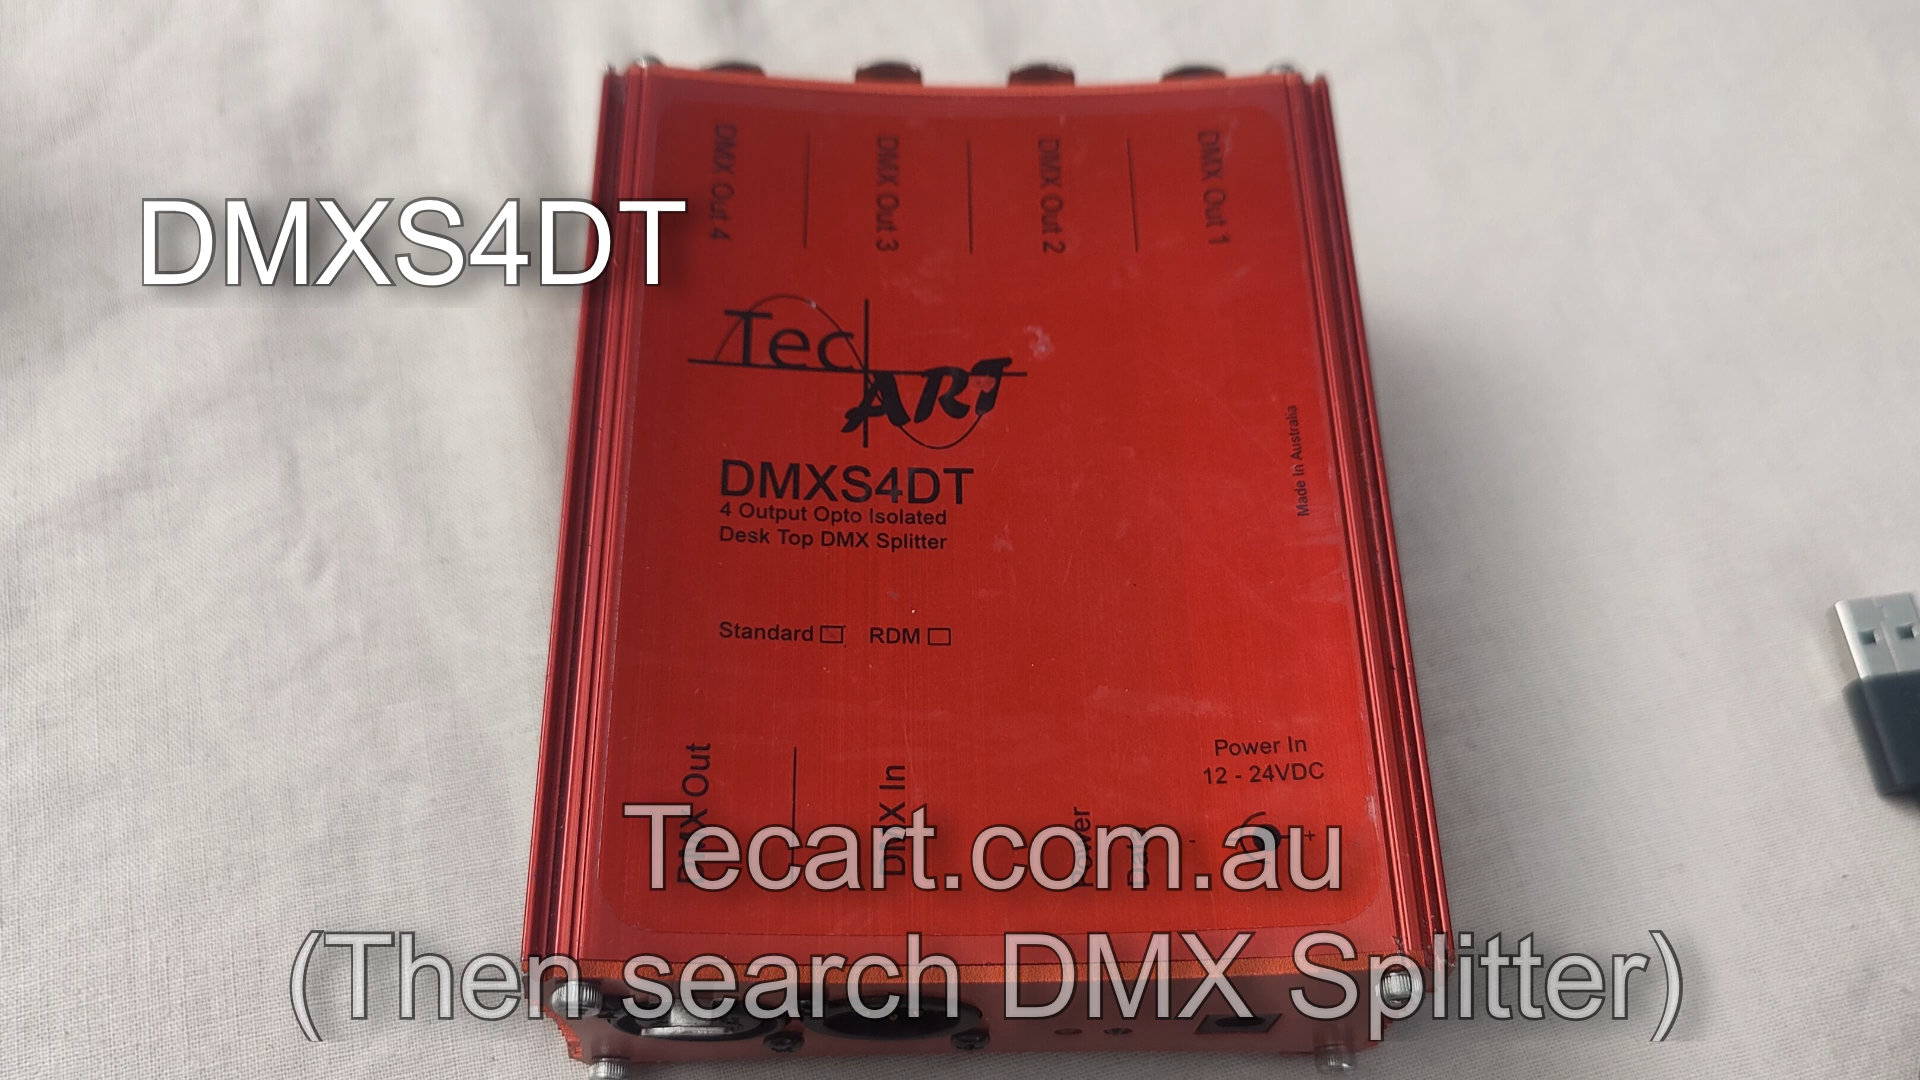 DMX Out 4
DMX Out 3
DMX Out 2
DMX Out 1
DMXS4DT
Tec
ART
DMXS4DT
4 Output Opto Isolated
Desk Top DMX Splitter
Made In Australia
Standard
RDM
DMX Out
DMX In
Power
Data
Power In
12 - 24VDC
- +
Tecart.com.au
(Then search DMX Splitter)